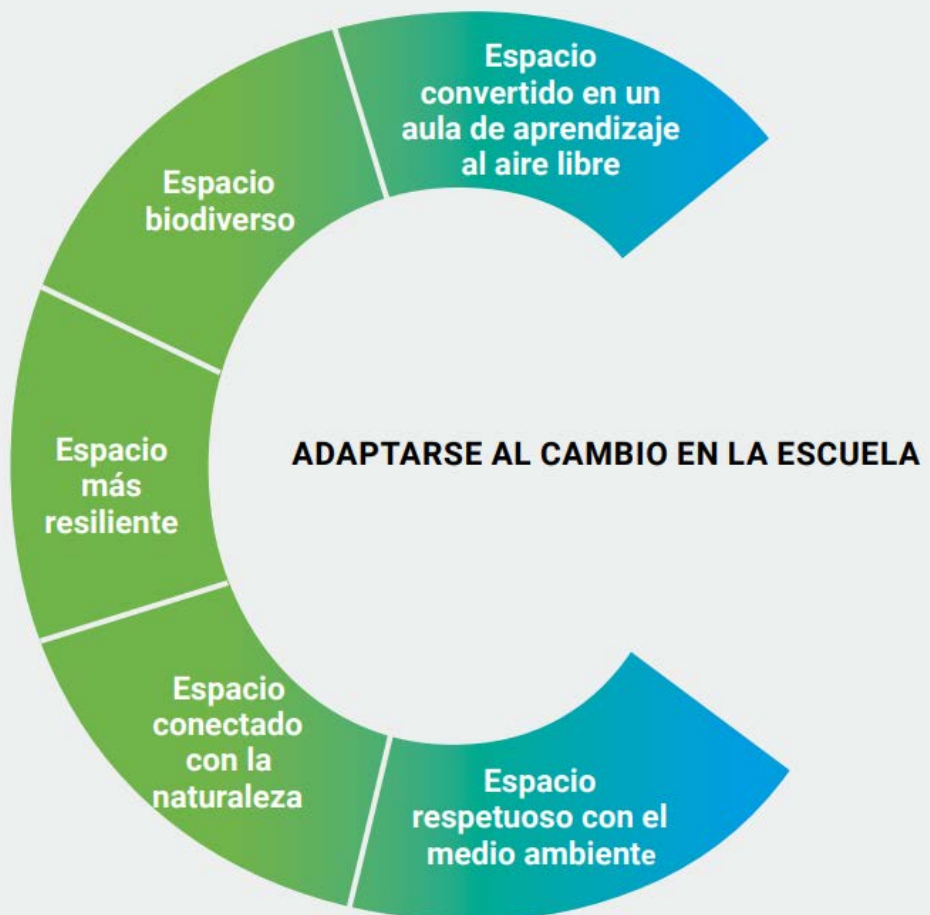 Espacio
convertido en un
aula de aprendizaje
al aire libre
Espacio
biodiverso
Espacio
más
resiliente
ADAPTARSE AL CAMBIO EN LA ESCUELA
Espacio
conectado
con la
naturaleza
Espacio
respetuoso con el
medio ambiente